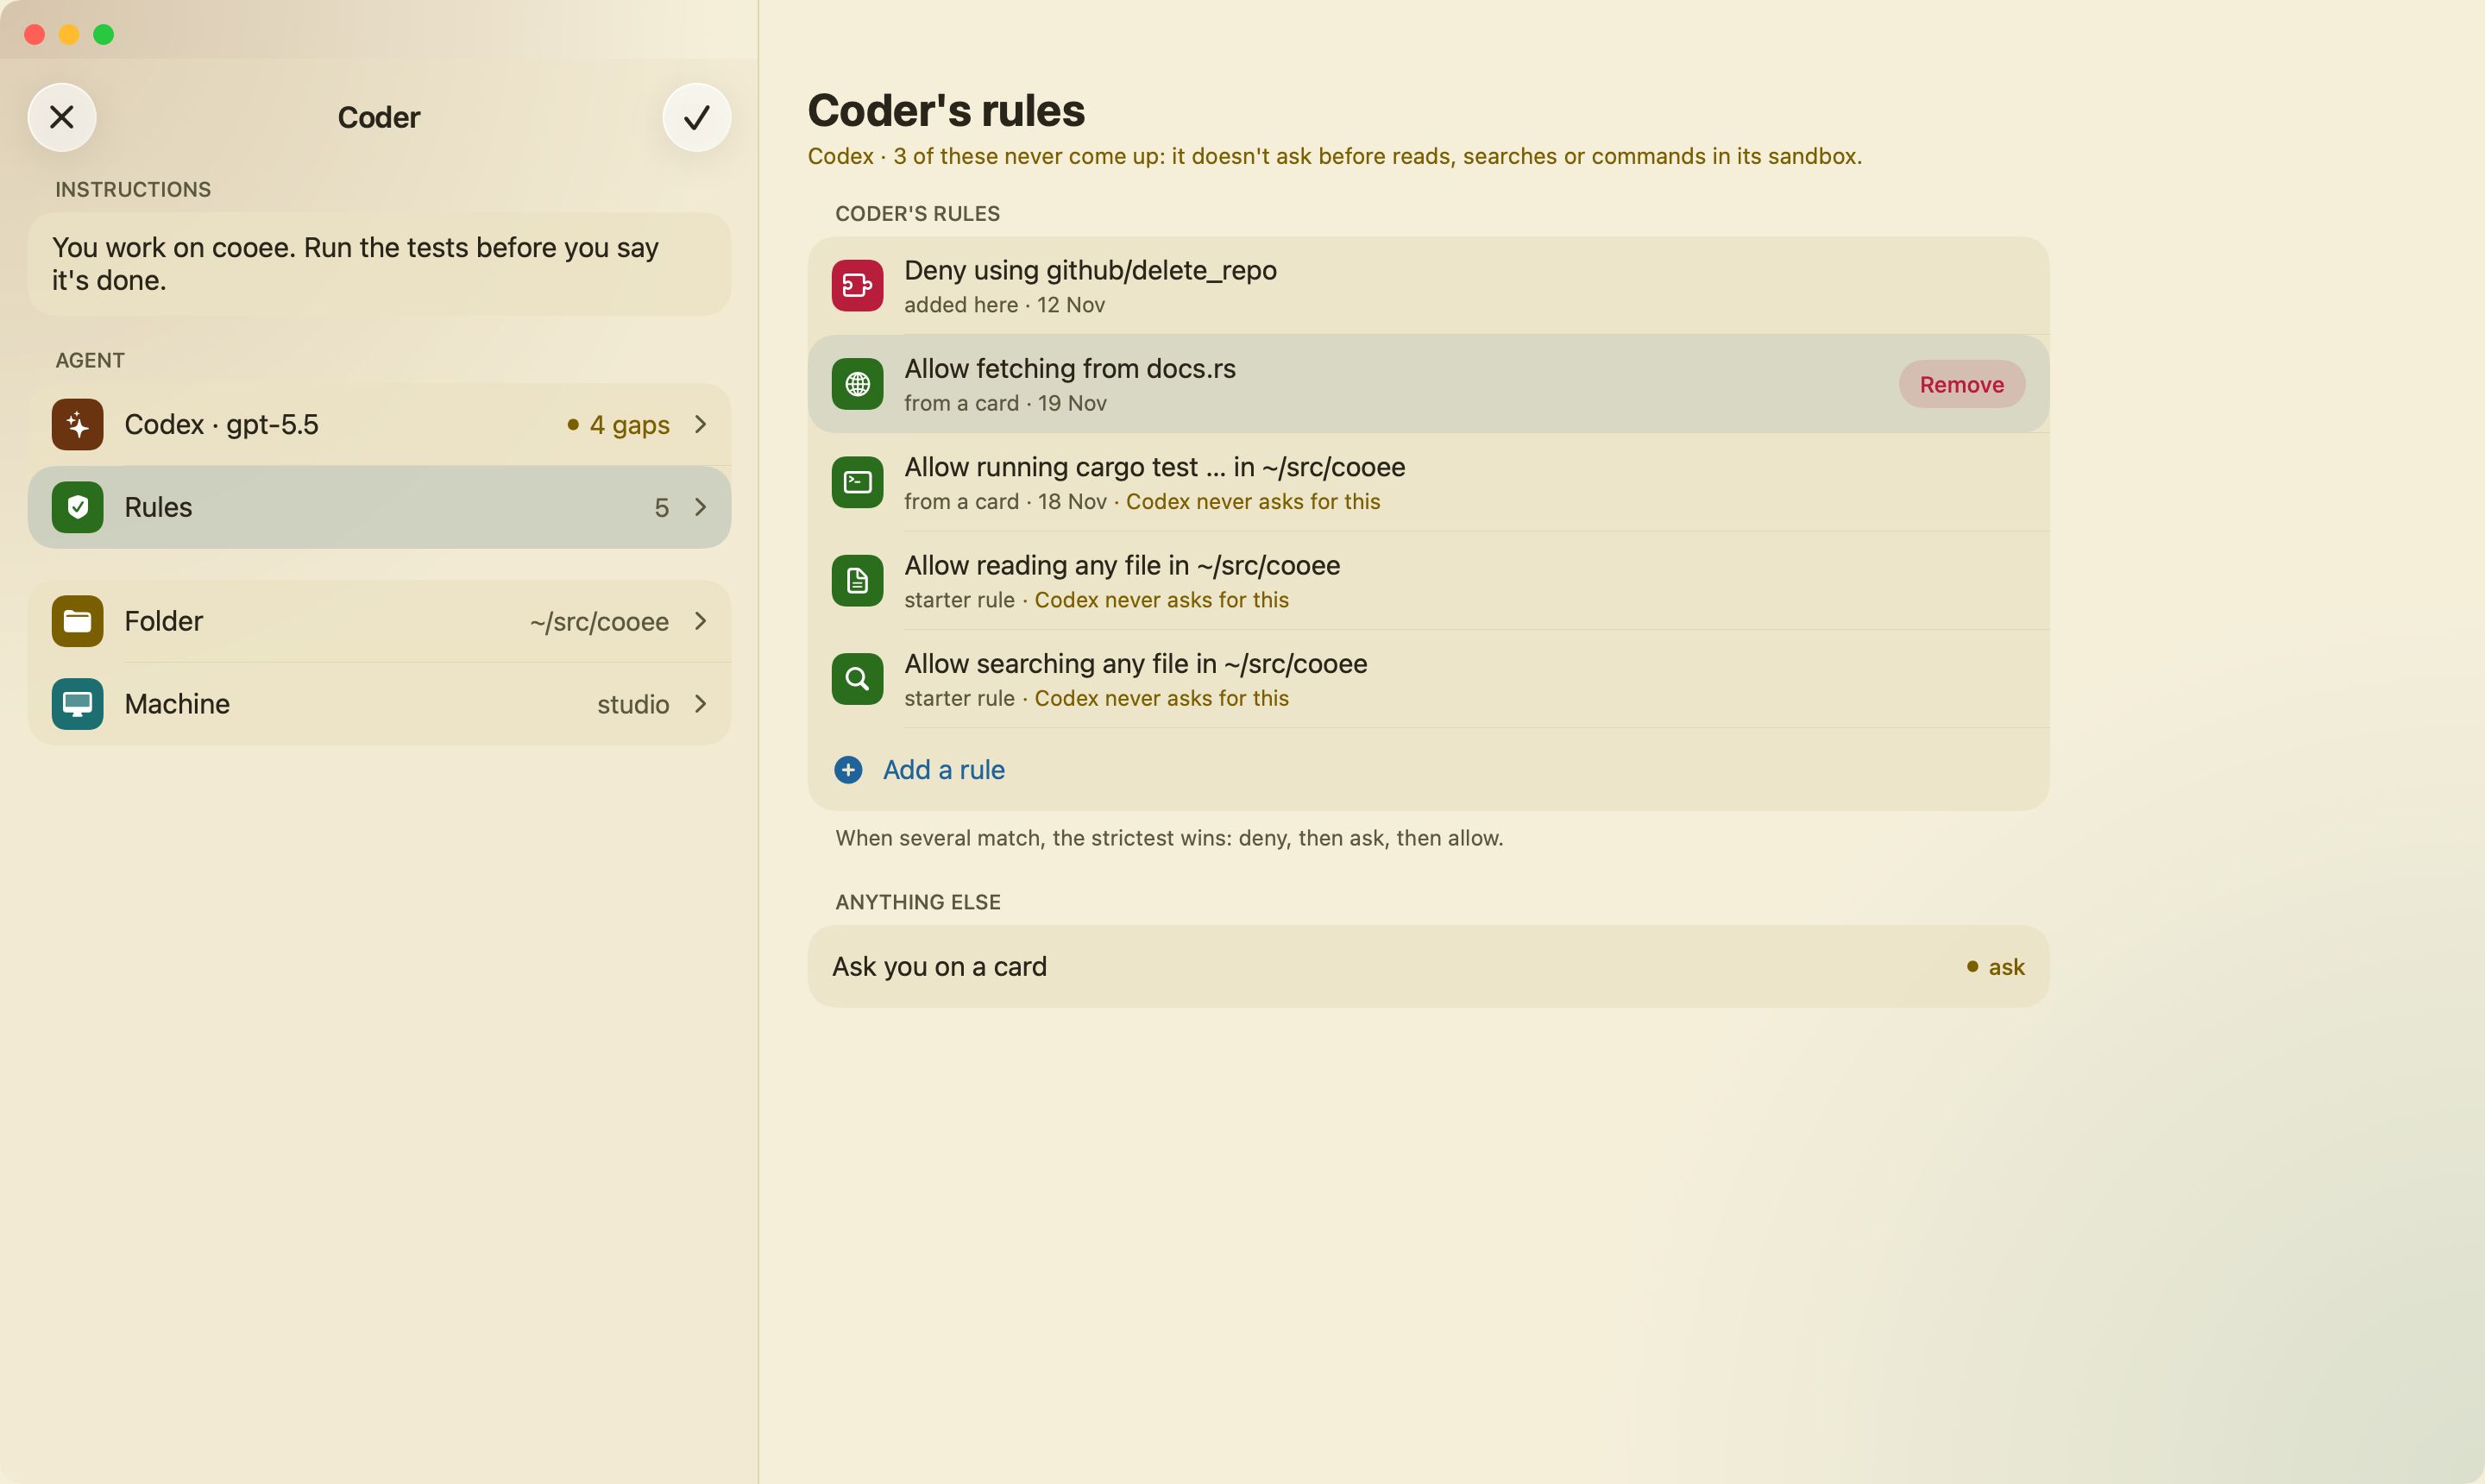 Coder
INSTRUCTIONS
You work on cooee. Run the tests before you say
it's done.
AGENT
Codex · gpt-5.5
4 gaps
Rules
5
Folder
~/src/cooee
Machine
studio
Coder's rules
Codex · 3 of these never come up: it doesn't ask before reads, searches or commands in its sandbox.
CODER'S RULES
Deny using github/delete_repo
added here · 12 Nov
Allow fetching from docs.rs
from a card · 19 Nov
Remove
Allow running cargo test ... in ~/src/cooee
from a card · 18 Nov · Codex never asks for this
Allow reading any file in ~/src/cooee
starter rule · Codex never asks for this
Allow searching any file in ~/src/cooee
starter rule · Codex never asks for this
Add a rule
When several match, the strictest wins: deny, then ask, then allow.
ANYTHING ELSE
Ask you on a card
ask